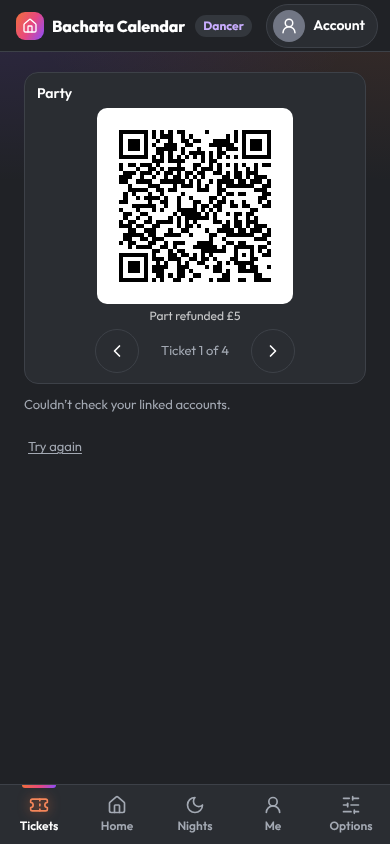 Bachata Calendar
Dancer
Account
Party
Part refunded £5
Ticket 1 of 4
Couldn't check your linked accounts.
Try again
Tickets
Home
Nights
Me
Options